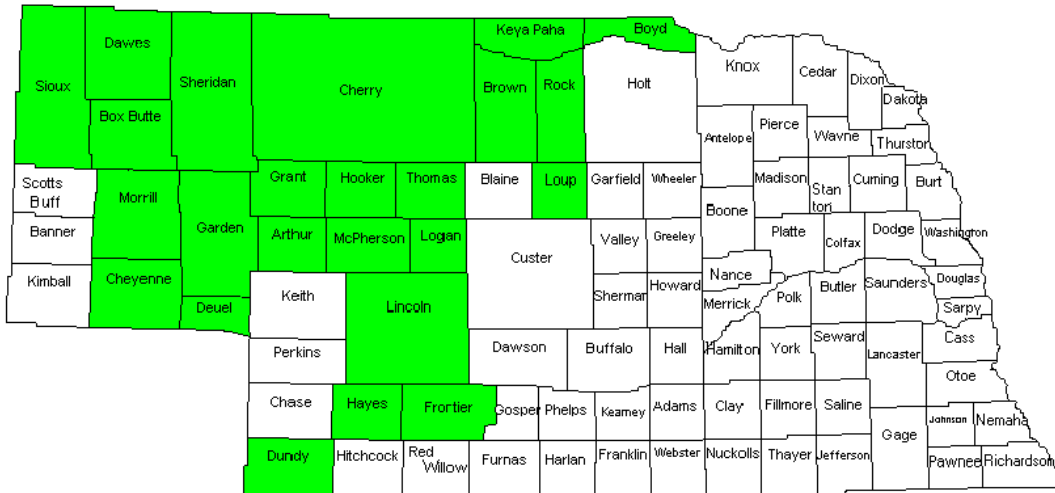 Keya Paha
Boyd
Dawes
Sioux
Sheridan
Cherry
Brown
Rock
Holt
Knox
Cedar
Dixon
Dakota
Box Butte
Antelope
Pierce
Wayne
Thurston
Scotts
Bluff
Morrill
Grant
Hooker
Thomas
Blaine
Loup
Garfield
Wheeler
Madison
Stan
ton
Cuming
Burt
Banner
Garden
Arthur
McPherson
Logan
Custer
Valley
Greeley
Boone
Platte
Colfax
Dodge
Washington
Kimball
Cheyenne
Deuel
Keith
Lincoln
Sherman
Howard
Nance
Merrick
Polk
Butler
Saunders
Douglas
Sarpy
Perkins
Dawson
Buffalo
Hall
Hamilton
York
Seward
Lancaster
Cass
Otoe
Chase
Hayes
Frontier
Gosper
Phelps
Kearney
Adams
Clay
Fillmore
Saline
Gage
Johnson
Nemaha
Dundy
Hitchcock
Red
Willow
Furnas
Harlan
Franklin
Webster
Nuckolls
Thayer
Jefferson
Pawnee
Richardson